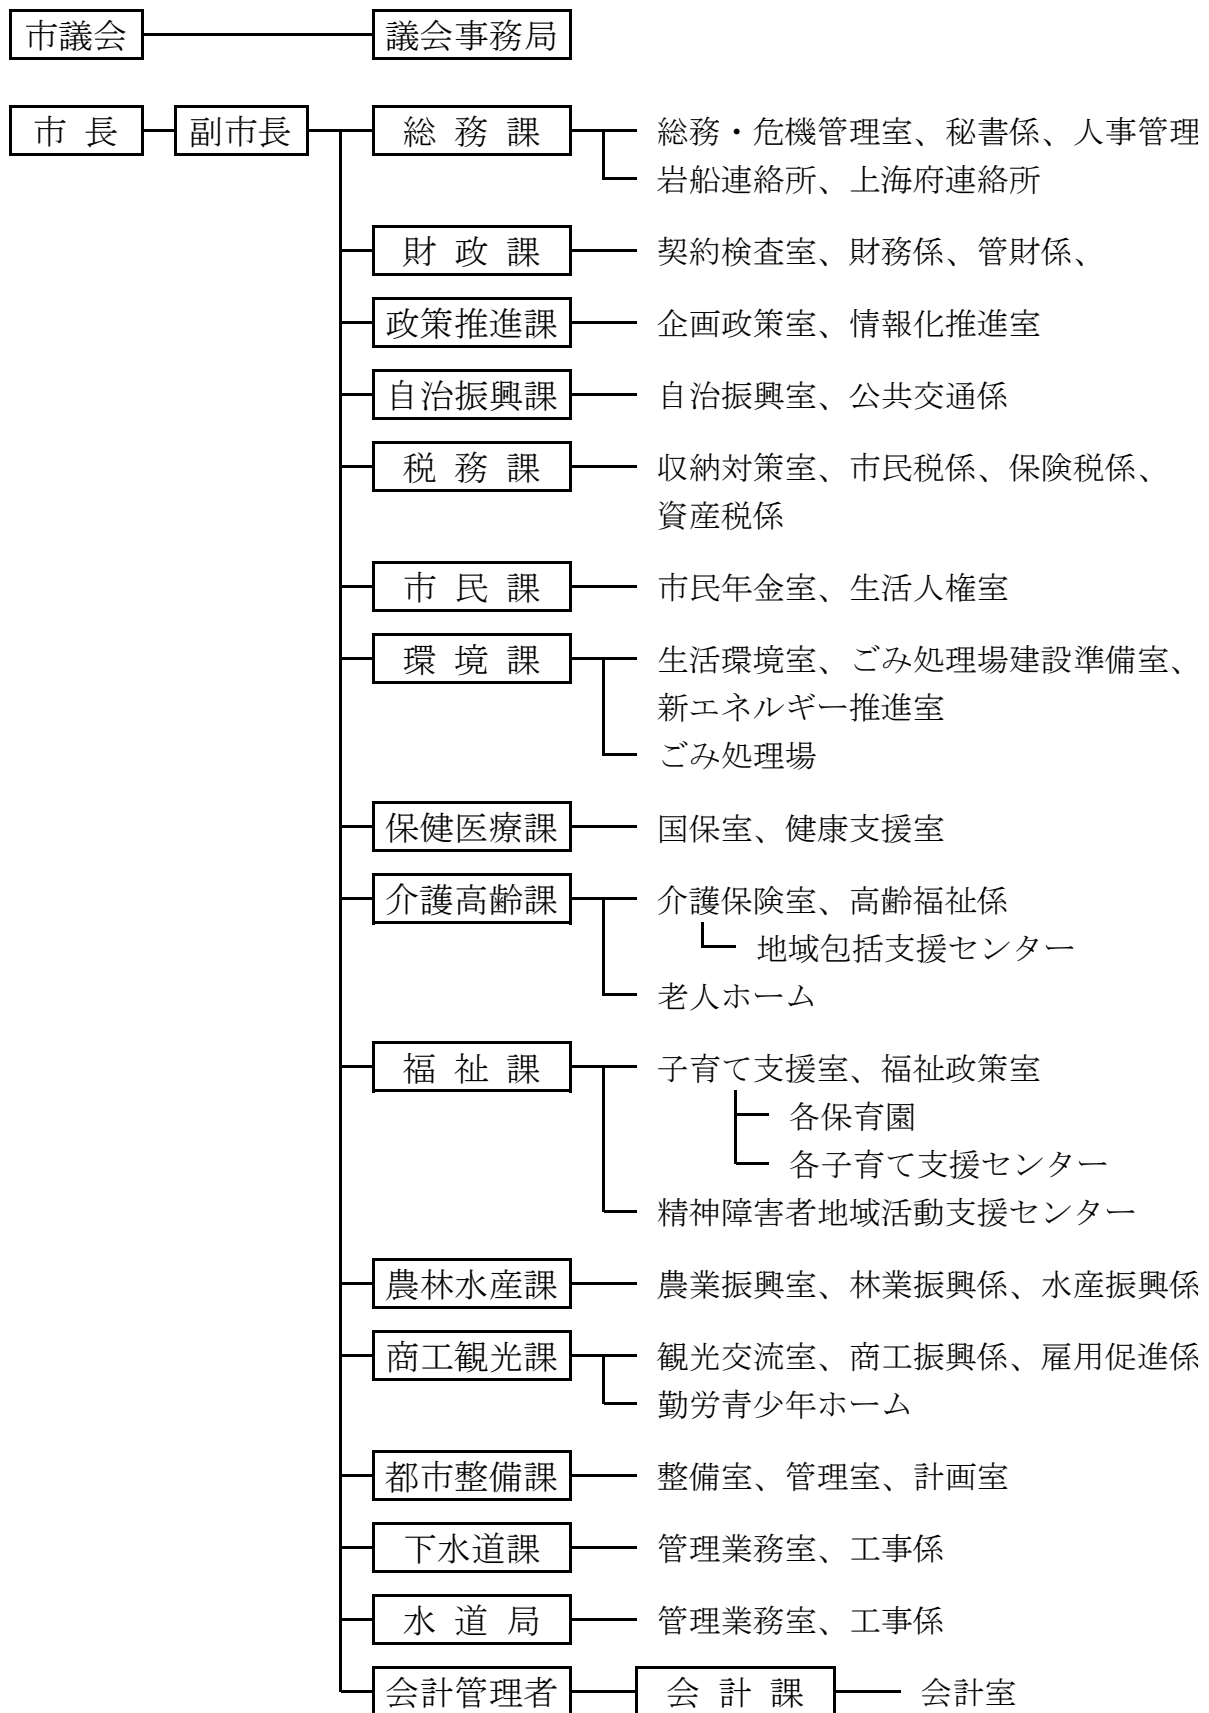 市議会 議会事務局
市 長 副市長 総 務 課 総務・危機管理室、秘書係、人事管理
岩船連絡所、上海府連絡所
財 政 課 契約検査室、財務係、管財係、
政策推進課 企画政策室、情報化推進室
自治振興課 自治振興室、公共交通係
税 務 課 収納対策室、市民税係、保険税係、
資産税係
市 民 課 市民年金室、生活人権室
環 境 課 生活環境室、ごみ処理場建設準備室、
新エネルギー推進室
ごみ処理場
保健医療課 国保室、健康支援室
介護高齢課 介護保険室、高齢福祉係
地域包括支援センター
老人ホーム
福 祉 課 子育て支援室、福祉政策室
各保育園
各子育て支援センター
精神障害者地域活動支援センター
農林水産課 農業振興室、林業振興係、水産振興係
商工観光課 観光交流室、商工振興係、雇用促進係
勤労青少年ホーム
都市整備課 整備室、管理室、計画室
下水道課 管理業務室、工事係
水 道 局 管理業務室、工事係
会計管理者 会 計 課 会計室